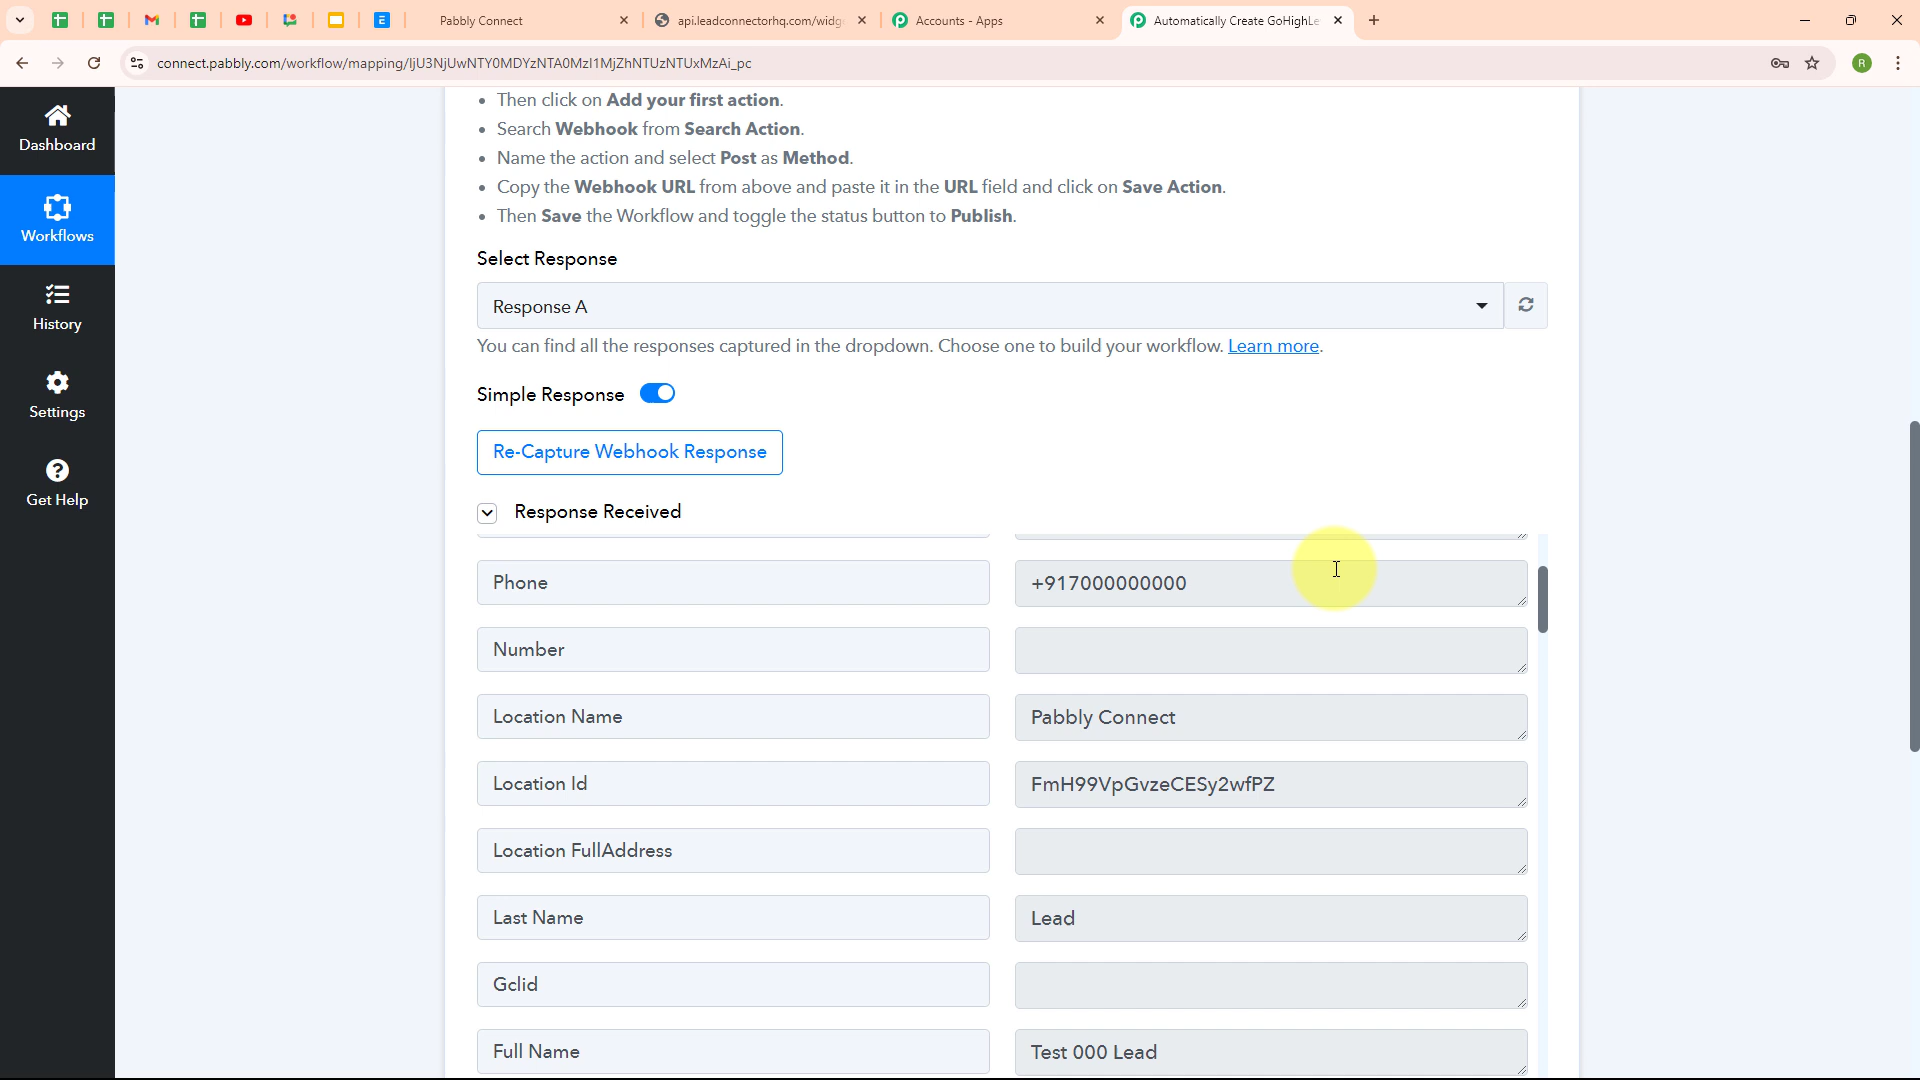 Pabbly Connect
api.leadconnectorhq.com/widg
Accounts - Apps
Automatically Create GoHighLe
connect.pabbly.com/workflow/mapping/IjU3NjUwNTY0MDYzNTA0MzI1MjZhNTUzNTUxMzAi_pc
R
Dashboard
Workflows
History
Settings
Get Help
Then click on Add your first action.
Search Webhook from Search Action.
Name the action and select Post as Method.
Copy the Webhook URL from above and paste it in the URL field and click on Save Action.
Then Save the Workflow and toggle the status button to Publish.
Select Response
Response A
You can find all the responses captured in the dropdown. Choose one to build your workflow. Learn more.
Simple Response
Re-Capture Webhook Response
Response Received
Phone
+917000000000
Number
Location Name
Pabbly Connect
Location Id
FmH99VpGvzeCESy2wfPZ
Location FullAddress
Last Name
Lead
Gclid
Full Name
Test 000 Lead